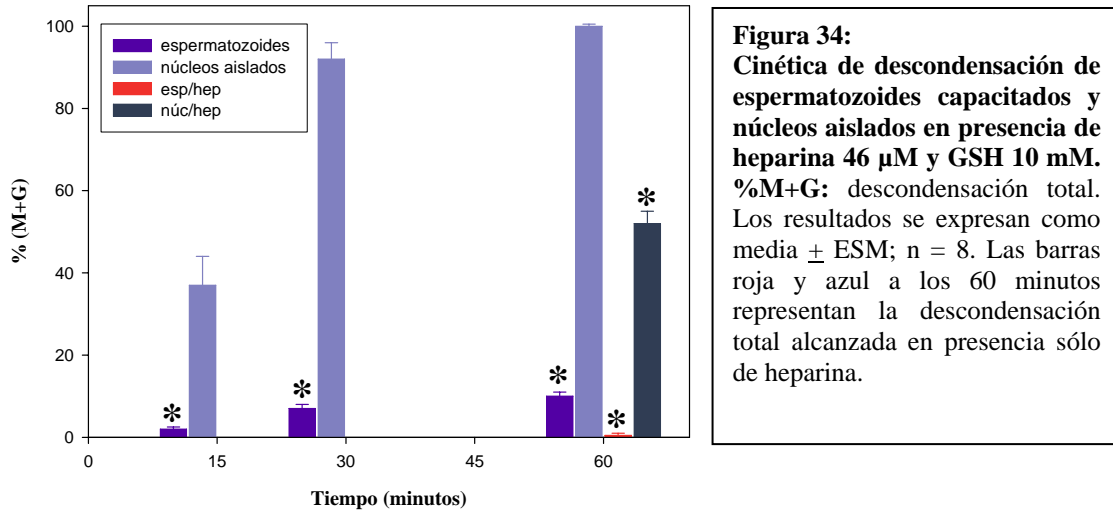 100
80
60
40
20
0
% (M+G)
espermatozoides
núcleos aislados
esp/hep
núc/hep
*
*
*
*
*
0
15
30
45
60
Tiempo (minutos)
Figura 34:
Cinética de descondensación de
espermatozoides capacitados y
núcleos aislados en presencia de
heparina 46 µM y GSH 10 mM.
%M+G: descondensación total.
Los resultados se expresan como
media ± ESM; n = 8. Las barras
roja y azul a los 60 minutos
representan la descondensación
total alcanzada en presencia sólo
de heparina.